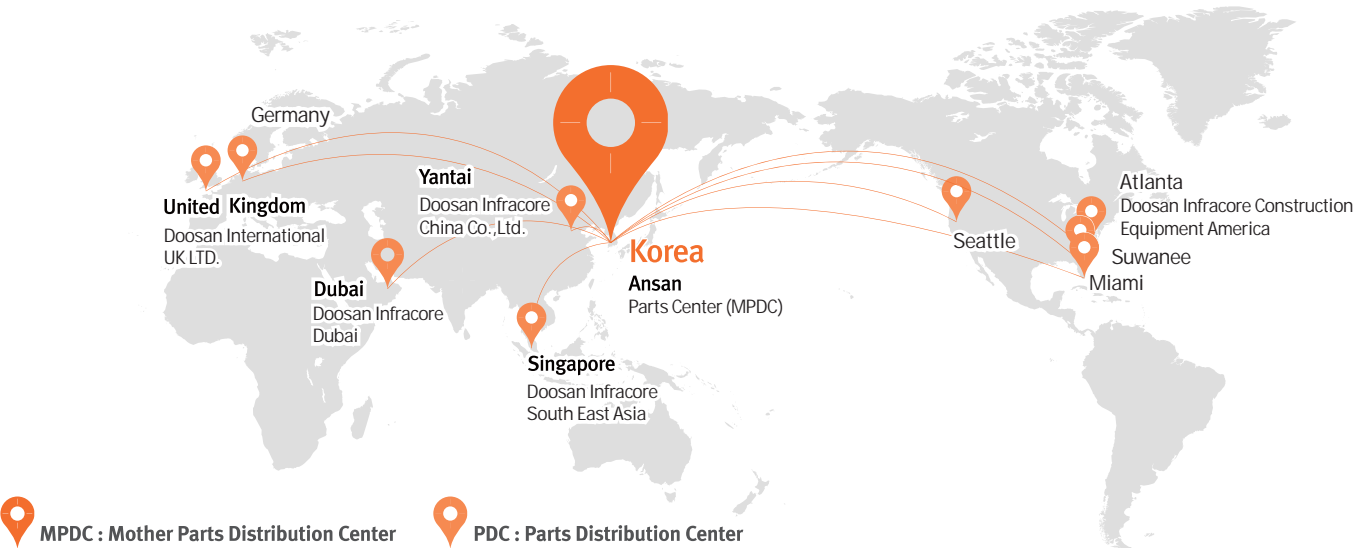 Germany
United Kingdom
Doosan International
UK LTD.
Dubai
Doosan Infracore
Dubai
Yantai
Doosan Infracore
China Co.,Ltd.
Korea
Ansan
Parts Center (MPDC)
Singapore
Doosan Infracore
South East Asia
Seattle
Atlanta
Doosan Infracore Construction
Equipment America
Suwanee
Miami
MPDC : Mother Parts Distribution Center
PDC : Parts Distribution Center